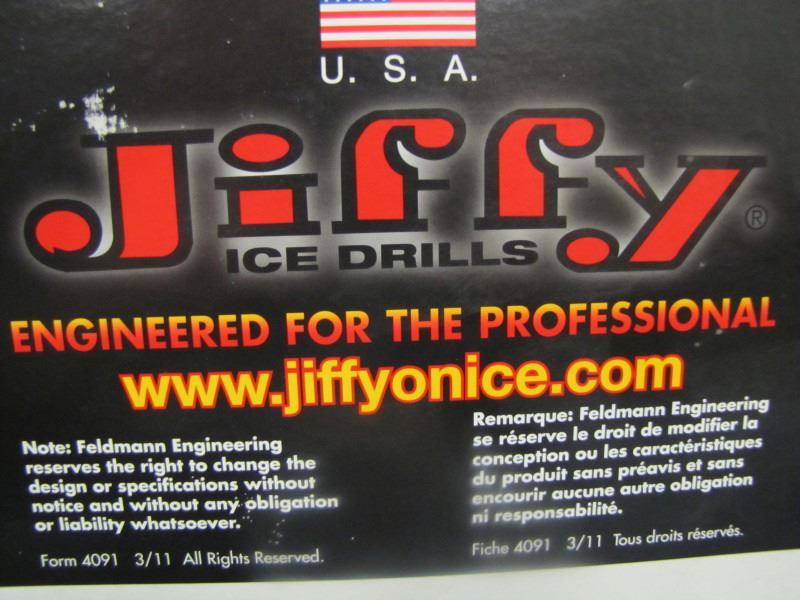 U. S. A.
Jiffy®
ICE DRILLS
ENGINEERED FOR THE PROFESSIONAL
www.jiffyonice.com
Note: Feldmann Engineering
reserves the right to change the
design or specifications without
notice and without any obligation
or liability whatsoever.
Form 4091 3/11 All Rights Reserved.
Remarque: Feldmann Engineering
se réserve le droit de modifier la
conception ou les caractéristiques
du produit sans préavis et sans
encourir aucune autre obligation
ni responsabilité.
Fiche 4091 3/11 Tous droits réservés.